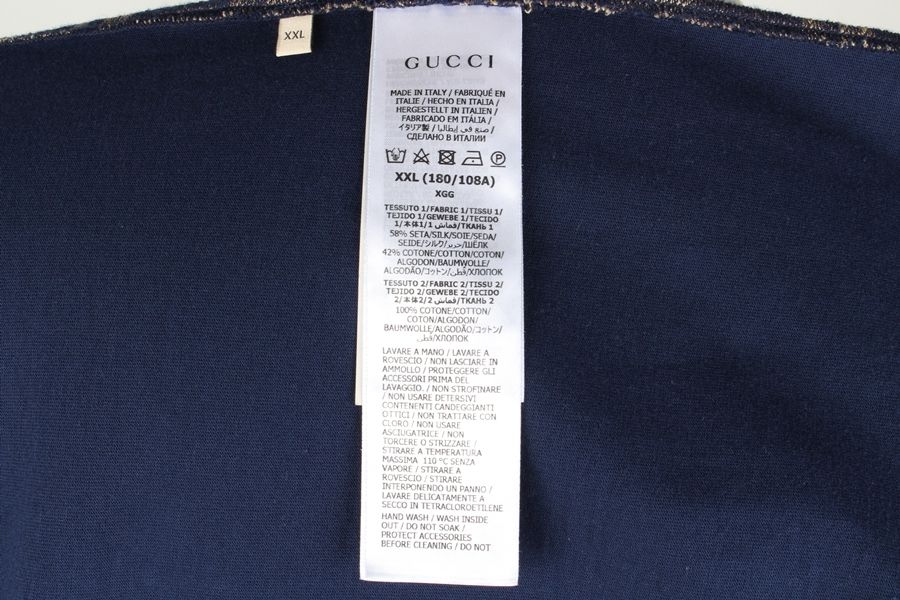 XXL
GUCCI
MADE IN ITALY / FABRIQUÉ EN
ITALIE / HECHO EN ITALIA /
HERGESTELLT IN ITALIEN /
FABRICADO EM ITÁLIA /
イタリア製 / صنع في إيطاليا /
СДЕЛАНО В ИТАЛИИ
P
XXL (180/108A)
XGG
TESSUTO 1/FABRIC 1/TISSU 1/
TEJIDO 1/GEWEBE 1/TECIDO
1/本体1/قماش 1/ТКАНЬ 1
58% SETA/SILK/SOIE/SEDA/
SEIDE/シルク/حرير/ШЁЛК
42% COTONE/COTTON/COTON/
ALGODON/BAUMWOLLE/
ALGODÃO/コットン/قطن/ХЛОПОК
TESSUTO 2/FABRIC 2/TISSU 2/
TEJIDO 2/GEWEBE 2/TECIDO
2/本体2/قماش 2/ТКАНЬ 2
100% COTONE/COTTON/
COTON/ALGODON/
BAUMWOLLE/ALGODÃO/コットン/
قطن/ХЛОПОК
LAVARE A MANO / LAVARE A
ROVESCIO / NON LASCIARE IN
AMMOLLO / PROTEGGERE GLI
ACCESSORI PRIMA DEL
LAVAGGIO. / NON STROFINARE
/ NON USARE DETERSIVI
CONTENENTI CANDEGGIANTI
OTTICI / NON TRATTARE CON
CLORO / NON USARE
ASCIUGATRICE / NON
TORCERE O STRIZZARE /
STIRARE A TEMPERATURA
MASSIMA 110 °C SENZA
VAPORE / STIRARE A
ROVESCIO / STIRARE
INTERPONENDO UN PANNO /
LAVARE DELICATAMENTE A
SECCO IN TETRACLOROETILENE
HAND WASH / WASH INSIDE
OUT / DO NOT SOAK /
PROTECT ACCESSORIES
BEFORE CLEANING / DO NOT